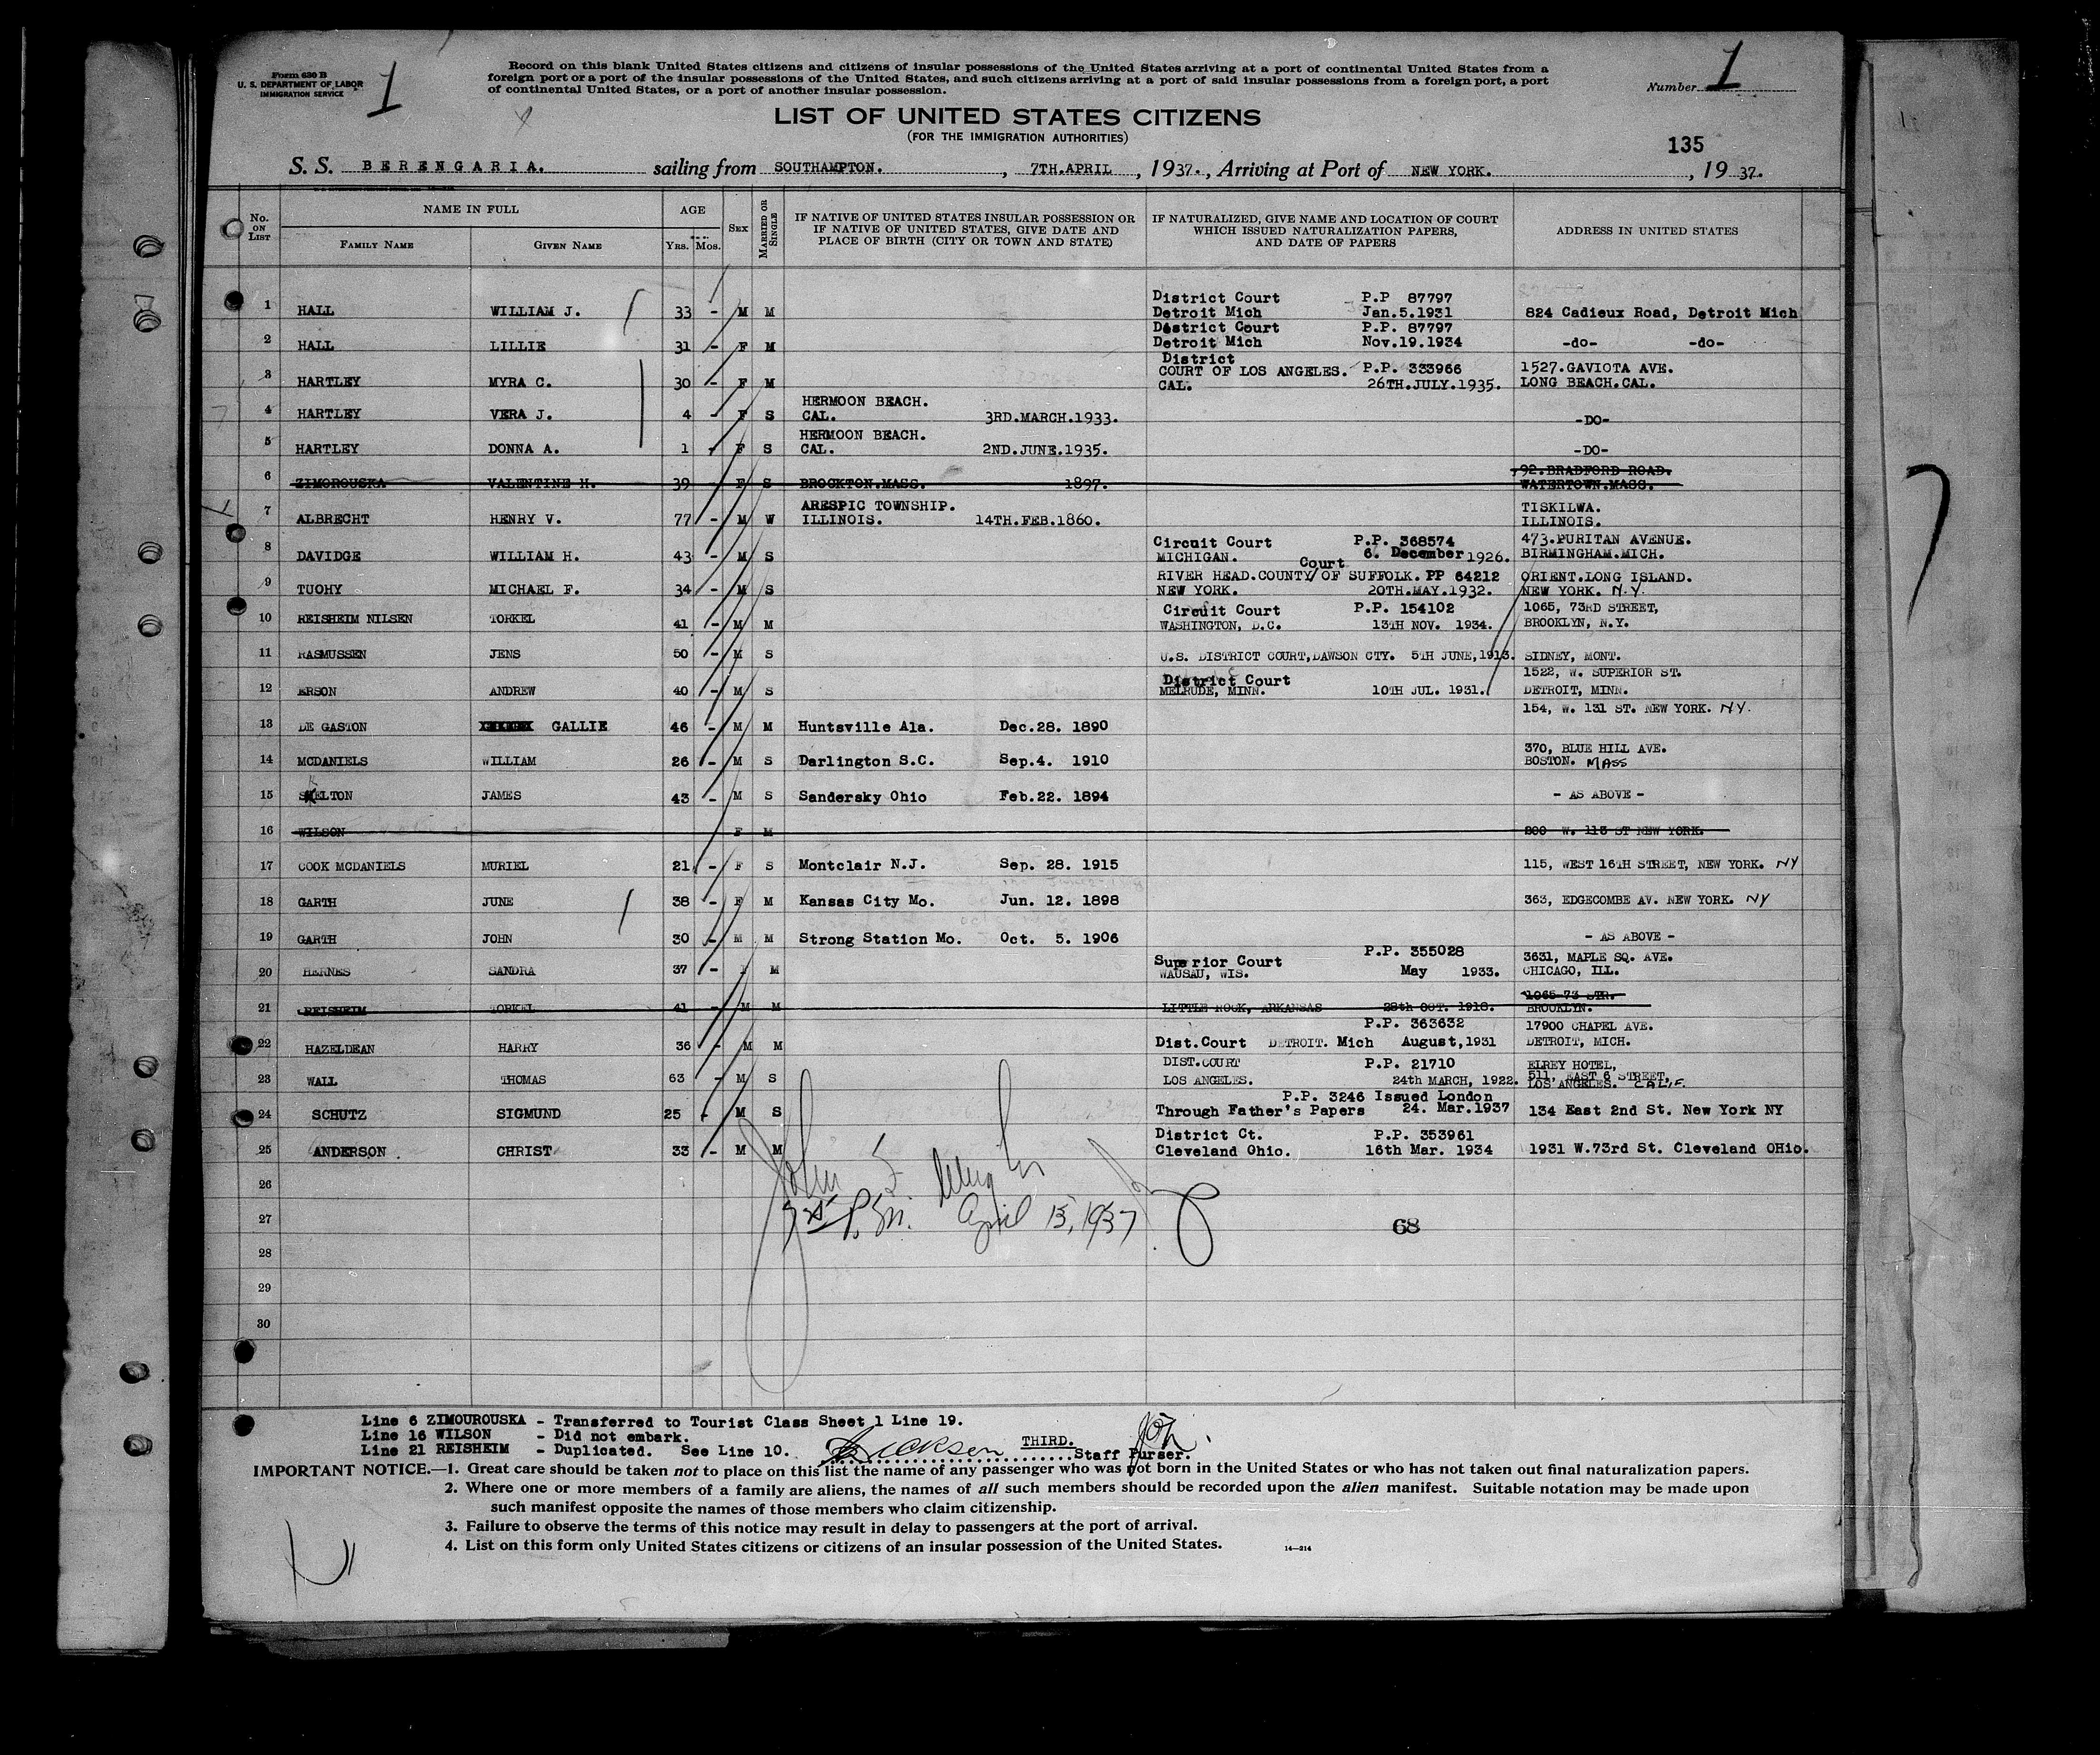 Form 630 B
U. S. DEPARTMENT OF LABOR
IMMIGRATION SERVICE
1
Record on this blank United States citizens and citizens of insular possessions of the United States arriving at a port of continental United States from a
foreign port or a port of the insular possessions of the United States, and such citizens arriving at a port of said insular possessions from a foreign port, a port
of continental United States, or a port of another insular possession.
Number 1
LIST OF UNITED STATES CITIZENS
(FOR THE IMMIGRATION AUTHORITIES)
135
S. S. BERENGARIA. sailing from SOUTHAMPTON. , 7TH.APRIL , 1937. , Arriving at Port of NEW YORK. , 19 37.
No. ON LIST
NAME IN FULL
FAMILY NAME GIVEN NAME
AGE
YRS. MOS.
SEX
MARRIED OR SINGLE
IF NATIVE OF UNITED STATES INSULAR POSSESSION OR
IF NATIVE OF UNITED STATES, GIVE DATE AND
PLACE OF BIRTH (CITY OR TOWN AND STATE)
IF NATURALIZED, GIVE NAME AND LOCATION OF COURT
WHICH ISSUED NATURALIZATION PAPERS,
AND DATE OF PAPERS
ADDRESS IN UNITED STATES
District Court P.P 87797
1 HALL WILLIAM J. 33 - M M Detroit Mich Jan.5.1931 824 Cadieux Road, Detroit Mich
District Court P.P. 87797
2 HALL LILLIE 31 - F M Detroit Mich Nov.19.1934 -do- -do-
District
COURT OF LOS ANGELES. P.P. 333966 1527.GAVIOTA AVE.
3 HARTLEY MYRA C. 30 - F M CAL. 26TH.JULY.1935. LONG BEACH.CAL.
HERMOON BEACH.
4 HARTLEY VERA J. 4 - F S CAL. 3RD.MARCH.1933. -DO-
HERMOON BEACH.
5 HARTLEY DONNA A. 1 - F S CAL. 2ND.JUNE.1935. -DO-
92.BRADFORD ROAD.
6 ZIMOROUSKA VALENTINE H. 39 F S BROCKTON.MASS. 1897. WATERTOWN.MASS.
ARESPIC TOWNSHIP. TISKILWA.
7 ALBRECHT HENRY V. 77 - M W ILLINOIS. 14TH.FEB.1860. ILLINOIS.
Circuit Court P.P. 368574 473.PURITAN AVENUE.
8 DAVIDGE WILLIAM H. 43 - M S MICHIGAN. 6. December 1926. BIRMINGHAM.MICH.
Court
RIVER HEAD.COUNTY/OF SUFFOLK. PP 64212 ORIENT.LONG ISLAND.
9 TUOHY MICHAEL F. 34 - M S NEW YORK. 20TH.MAY.1932. NEW YORK. N.Y.
Circuit Court P.P. 154102 1065, 73RD STREET,
10 REISHEIM NILSEN TORKEL 41 - M M WASHINGTON, D.C. 13TH NOV. 1934. BROOKLYN, N.Y.
11 RASMUSSEN JENS 50 - M S U.S. DISTRICT COURT,DAWSON CTY. 5TH JUNE,1913. SIDNEY, MONT.
District Court 1522, W. SUPERIOR ST.
12 ERSON ANDREW 40 - M S MELRUDE, MINN. 10TH JUL. 1931. DETROIT, MINN.
154, W. 131 ST. NEW YORK. NY.
13 DE GASTON GALLIE 46 - M M Huntsville Ala. Dec.28. 1890
370, BLUE HILL AVE.
14 MCDANIELS WILLIAM 26 - M S Darlington S.C. Sep.4. 1910 BOSTON. MASS
15 SKELTON JAMES 43 - M S Sandersky Ohio Feb.22. 1894 - AS ABOVE -
16 WILSON F M 200 W. 113 ST NEW YORK.
17 COOK MCDANIELS MURIEL 21 - F S Montclair N.J. Sep. 28. 1915 115, WEST 16TH STREET, NEW YORK. NY
18 GARTH JUNE 38 - F M Kansas City Mo. Jun. 12. 1898 363, EDGECOMBE AV. NEW YORK. NY
19 GARTH JOHN 30 - M M Strong Station Mo. Oct. 5. 1906 - AS ABOVE -
P.P. 355028
Superior Court 3631, MAPLE SQ. AVE.
20 HERNES SANDRA 37 - F M WAUSAU, WIS. May 1933. CHICAGO, ILL.
1065 73 STR.
21 REISHEIM TORKEL 41 - M M LITTLE ROCK, ARKANSAS 28th OCT. 1918. BROOKLYN.
P.P. 363632 17900 CHAPEL AVE.
22 HAZELDEAN HARRY 36 - M M Dist.Court DETROIT. Mich August,1931 DETROIT, MICH.
DIST.COURT P.P. 21710 ELREY HOTEL,
511, EAST 6 STREET,
23 WALL THOMAS 63 - M S LOS ANGELES. 24th MARCH, 1922. LOS ANGELES. CALIF.
P.P. 3246 Issued London
24 SCHUTZ SIGMUND 25 - M S Through Father's Papers 24. Mar.1937 134 East 2nd St. New York NY
District Ct. P.P. 353961
25 ANDERSON CHRIST 33 - M M Cleveland Ohio. 16th Mar. 1934 1931 W.73rd St. Cleveland OHio.
26
27 April 15, 1937 68
28
29
30
Line 6 ZIMOUROUSKA - Transferred to Tourist Class Sheet 1 Line 19.
Line 16 WILSON - Did not embark.
Line 21 REISHEIM - Duplicated. See Line 10. THIRD.
Staff Purser.
IMPORTANT NOTICE.—1. Great care should be taken not to place on this list the name of any passenger who was not born in the United States or who has not taken out final naturalization papers.
2. Where one or more members of a family are aliens, the names of all such members should be recorded upon the alien manifest. Suitable notation may be made upon
such manifest opposite the names of those members who claim citizenship.
3. Failure to observe the terms of this notice may result in delay to passengers at the port of arrival.
4. List on this form only United States citizens or citizens of an insular possession of the United States.
14—214